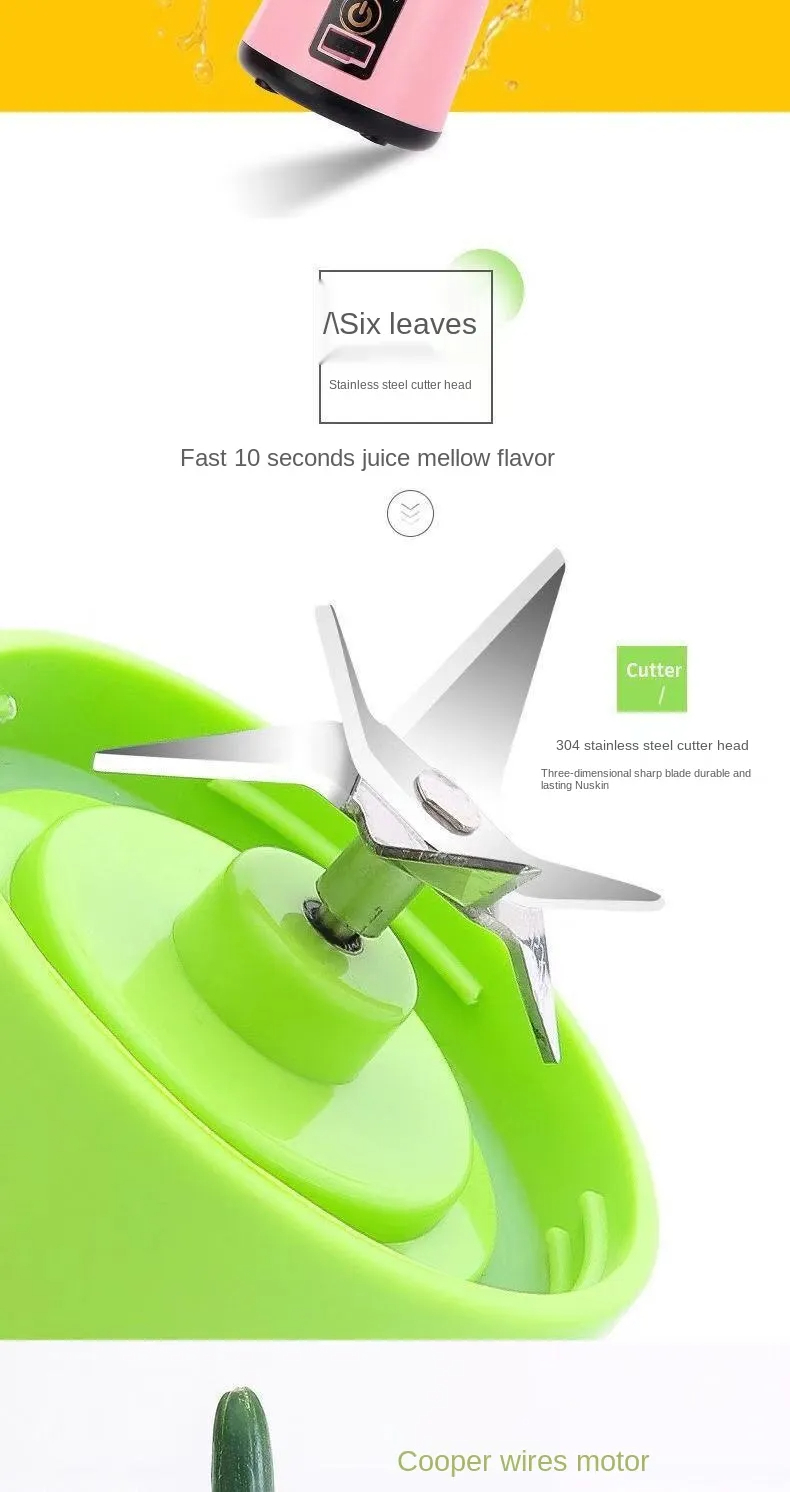 /\Six leaves
Stainless steel cutter head
Fast 10 seconds juice mellow flavor
Cutter
/
304 stainless steel cutter head
Three-dimensional sharp blade durable and
lasting Nuskin
Cooper wires motor